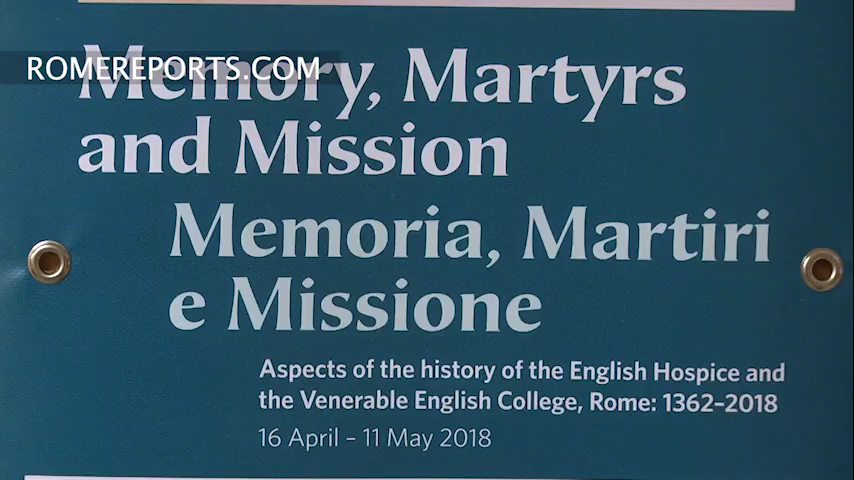 ROMEREPORTS.COM
Memory, Martyrs
and Mission
Memoria, Martiri
e Missione
Aspects of the history of the English Hospice and
the Venerable English College, Rome: 1362–2018
16 April – 11 May 2018